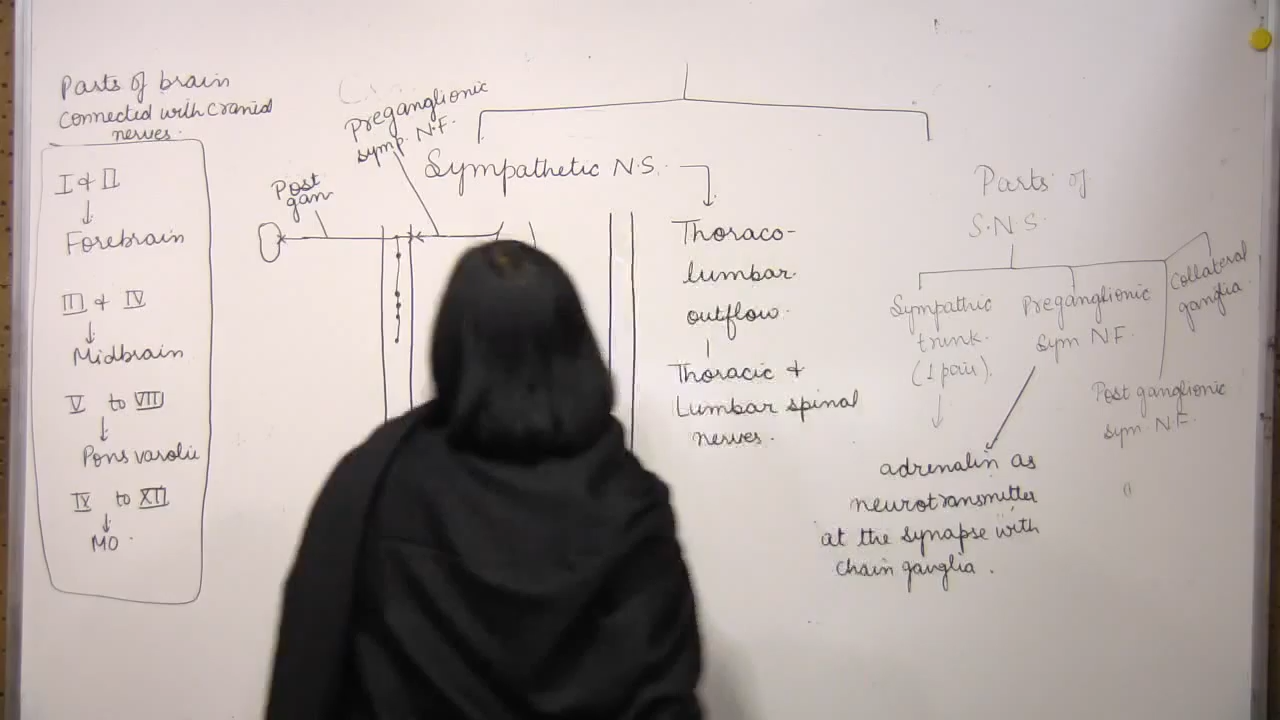 Parts of brain
connected with cranial
nerves.
I & II
Forebrain
III & IV
Midbrain
V to VIII
Pons varolii
IX to XII
MO
Preganglionic
symp. N.F.
Post
gan
Sympathetic N.S.
Thoraco-
lumbar
outflow.
Thoracic &
Lumbar spinal
nerves.
Parts of
S.N.S.
Sympathic
trunk.
(1 pair).
Preganglionic
Sym NF.
Collateral
ganglia.
Post ganglionic
sym. N.F.
adrenalin as
neurotransmitter
at the synapse with
chain ganglia.